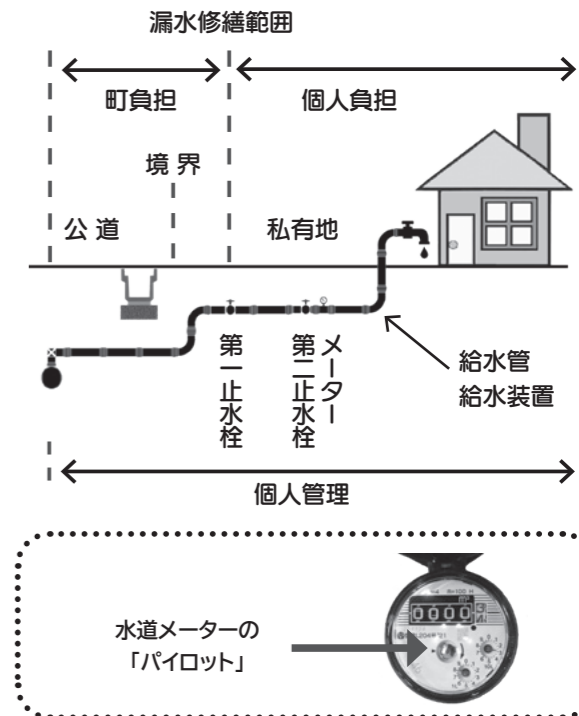 漏水修繕範囲
町負担
個人負担
境界
公道
私有地
第一止水栓
第二止水栓
メーター
給水管
給水装置
個人管理
水道メーターの
「パイロット」
m³
0000